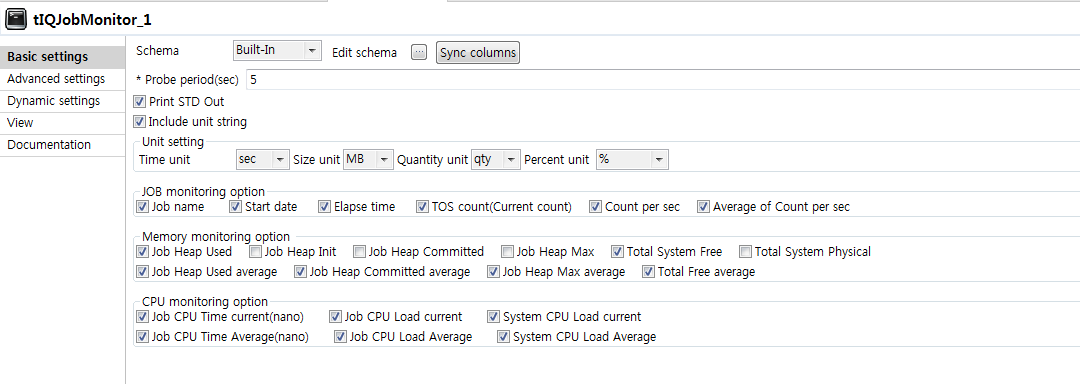 tIQJobMonitor_1
Basic settings
Advanced settings
Dynamic settings
View
Documentation
Schema Built-In Edit schema ... Sync columns
* Probe period(sec) 5
Print STD Out
Include unit string
Unit setting
Time unit sec Size unit MB Quantity unit qty Percent unit %
JOB monitoring option
Job name Start date Elapse time TOS count(Current count) Count per sec Average of Count per sec
Memory monitoring option
Job Heap Used Job Heap Init Job Heap Committed Job Heap Max Total System Free Total System Physical
Job Heap Used average Job Heap Committed average Job Heap Max average Total Free average
CPU monitoring option
Job CPU Time current(nano) Job CPU Load current System CPU Load current
Job CPU Time Average(nano) Job CPU Load Average System CPU Load Average